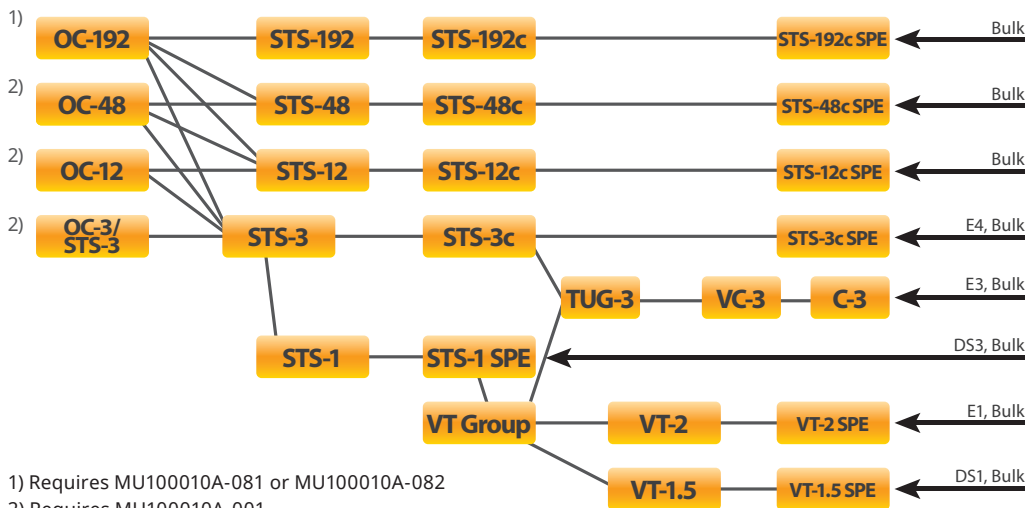 1) OC-192 STS-192 STS-192c STS-192c SPE Bulk
2) OC-48 STS-48 STS-48c STS-48c SPE Bulk
2) OC-12 STS-12 STS-12c STS-12c SPE Bulk
2) OC-3/
STS-3 STS-3 STS-3c STS-3c SPE E4, Bulk
TUG-3 VC-3 C-3 E3, Bulk
STS-1 STS-1 SPE DS3, Bulk
VT Group VT-2 VT-2 SPE E1, Bulk
VT-1.5 VT-1.5 SPE DS1, Bulk
1) Requires MU100010A-081 or MU100010A-082
2) Requires MU100010A-001